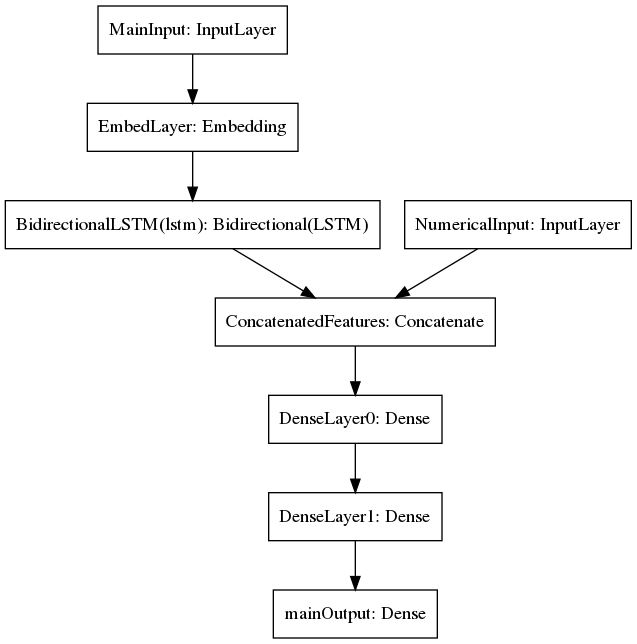 MainInput: InputLayer
EmbedLayer: Embedding
BidirectionalLSTM(lstm): Bidirectional(LSTM)
NumericalInput: InputLayer
ConcatenatedFeatures: Concatenate
DenseLayer0: Dense
DenseLayer1: Dense
mainOutput: Dense